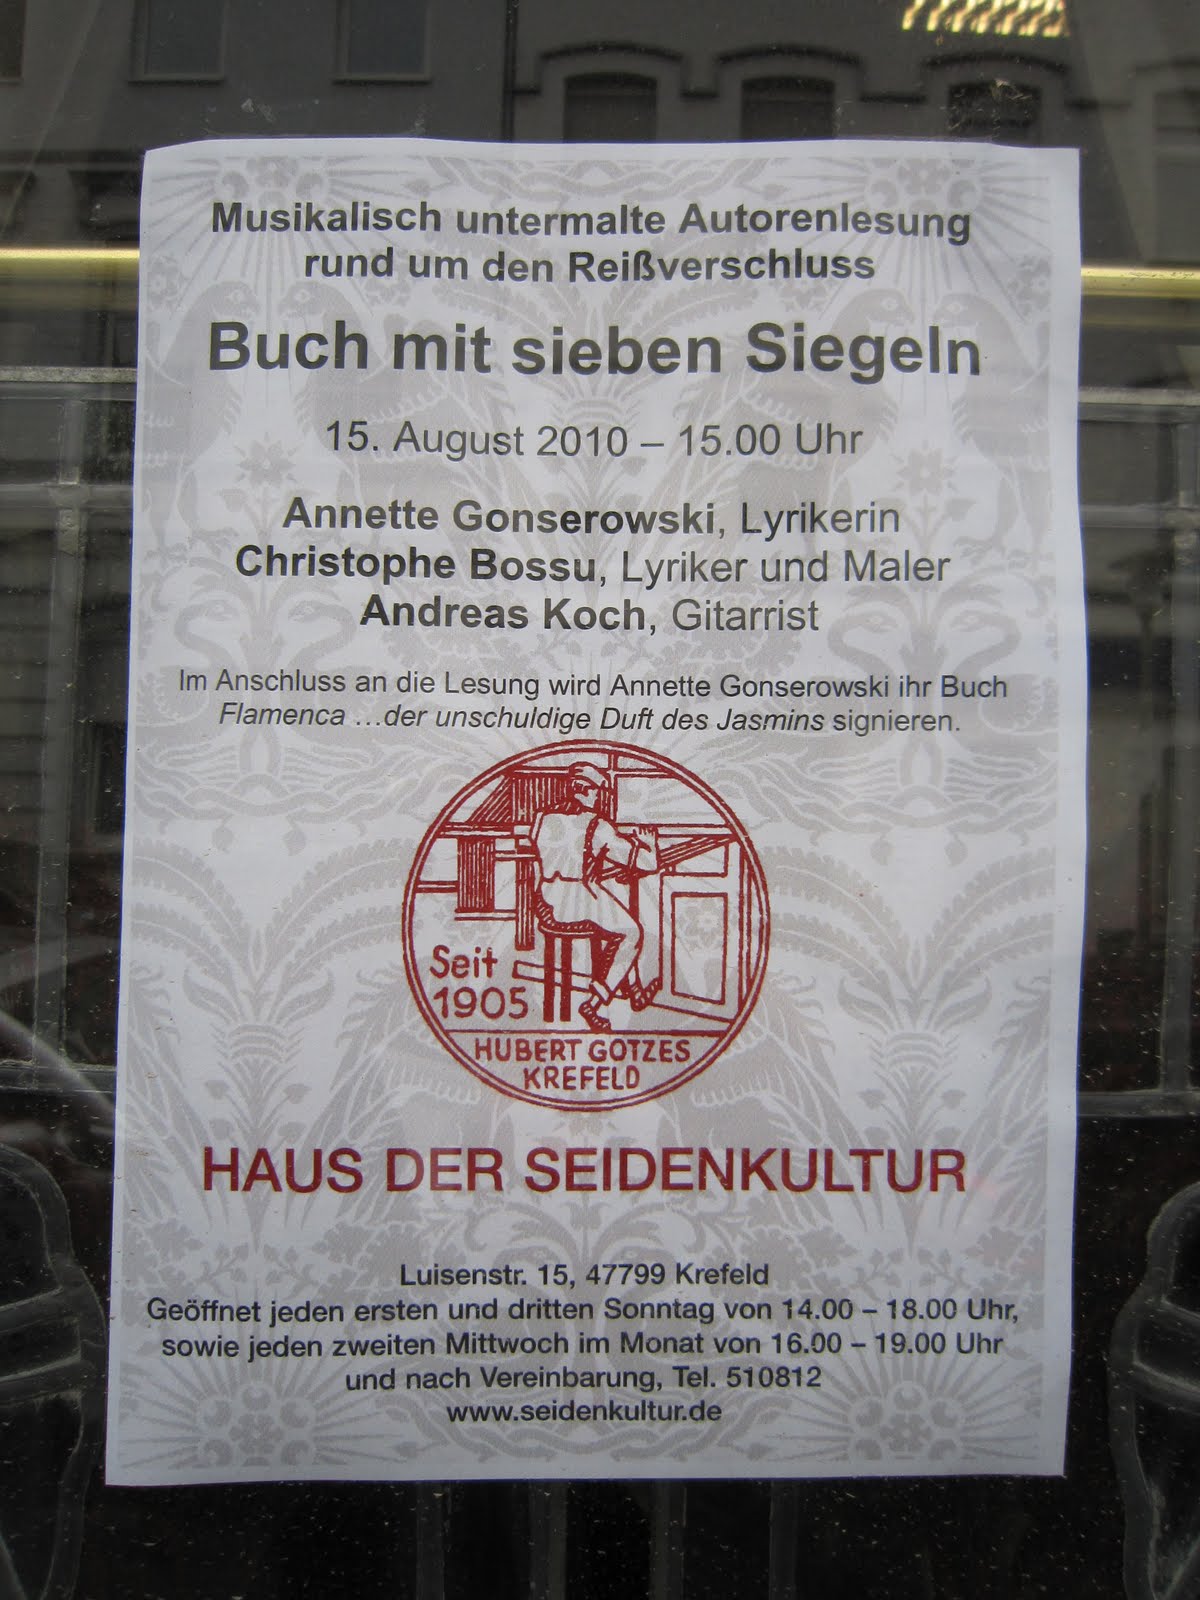 Musikalisch untermalte Autorenlesung
rund um den Reißverschluss
Buch mit sieben Siegeln
15. August 2010 – 15.00 Uhr
Annette Gonserowski, Lyrikerin
Christophe Bossu, Lyriker und Maler
Andreas Koch, Gitarrist
Im Anschluss an die Lesung wird Annette Gonserowski ihr Buch
Flamenca …der unschuldige Duft des Jasmins signieren.
Seit
1905
HUBERT GOTZES
KREFELD
HAUS DER SEIDENKULTUR
Luisenstr. 15, 47799 Krefeld
Geöffnet jeden ersten und dritten Sonntag von 14.00 – 18.00 Uhr,
sowie jeden zweiten Mittwoch im Monat von 16.00 – 19.00 Uhr
und nach Vereinbarung, Tel. 510812
www.seidenkultur.de